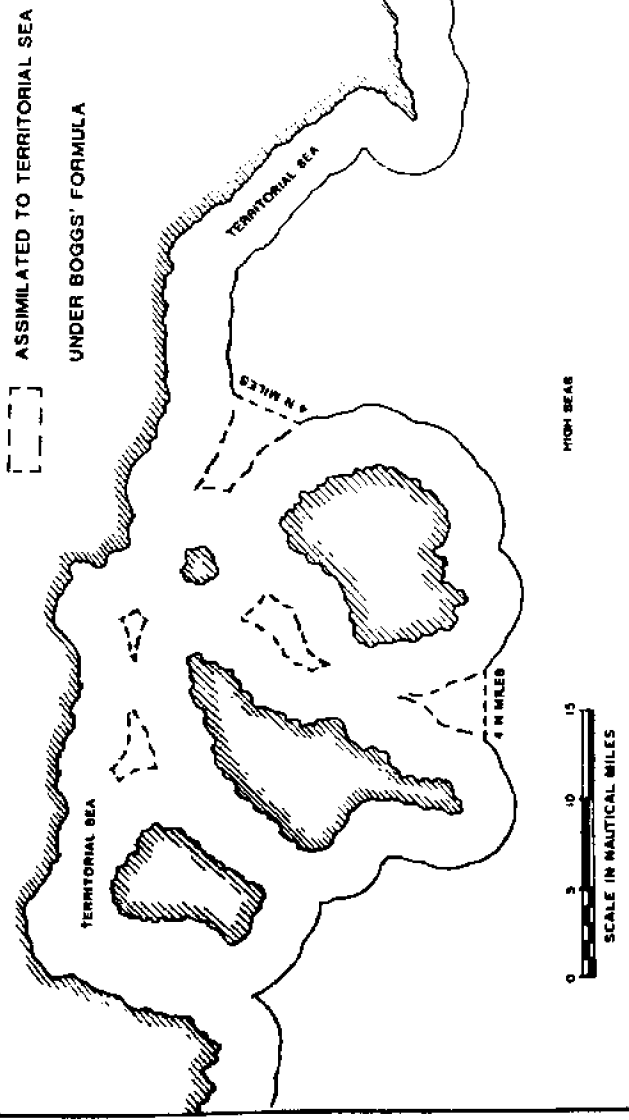 ASSIMILATED TO TERRITORIAL SEA
UNDER BOGGS' FORMULA
TERRITORIAL SEA
4 N MILES
TERRITORIAL SEA
HIGH SEAS
4 N MILES
0 5 10 15
SCALE IN NAUTICAL MILES